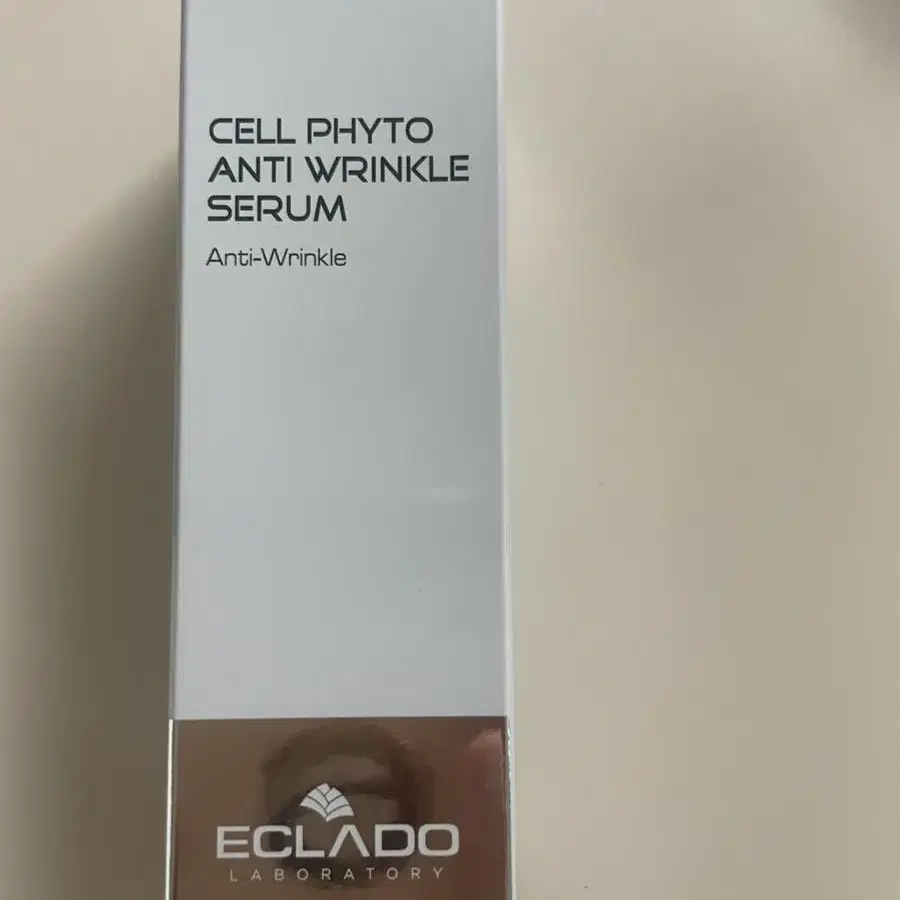 CELL PHYTO
ANTI WRINKLE
SERUM
Anti-Wrinkle
ECLADO
LABORATORY